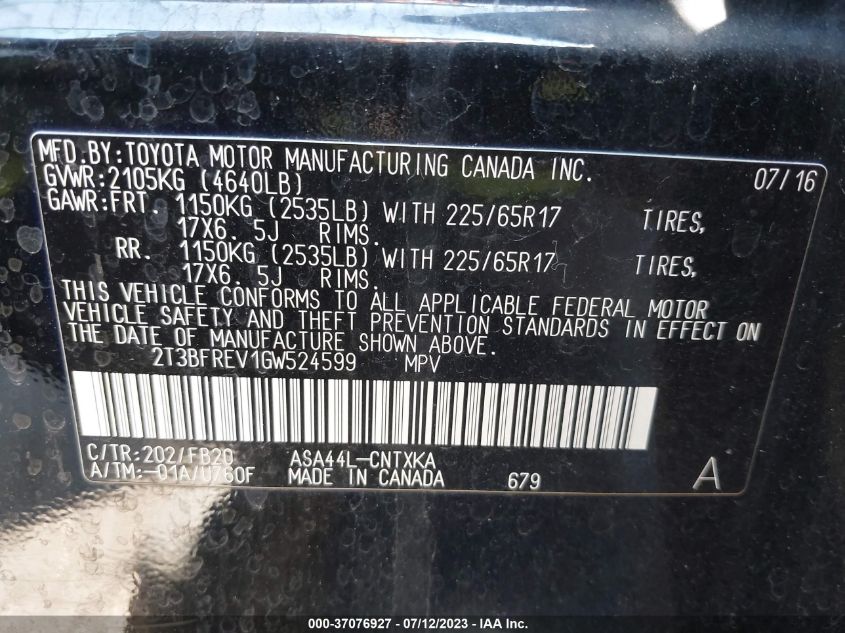 MFD.BY:TOYOTA MOTOR MANUFACTURING CANADA INC. 07/16
GVWR:2105KG (4640LB)
GAWR:FRT. 1150KG (2535LB) WITH 225/65R17 TIRES,
17X6. 5J RIMS.
RR. 1150KG (2535LB) WITH 225/65R17 TIRES,
17X6. 5J RIMS.
THIS VEHICLE CONFORMS TO ALL APPLICABLE FEDERAL MOTOR
VEHICLE SAFETY AND THEFT PREVENTION STANDARDS IN EFFECT ON
THE DATE OF MANUFACTURE SHOWN ABOVE.
2T3BFREV1GW524599 MPV
C/TR:202/FB20 ASA44L-CNTXKA
A/TM:-01A/U760F MADE IN CANADA 679 A
000-37076927 - 07/12/2023 - IAA Inc.